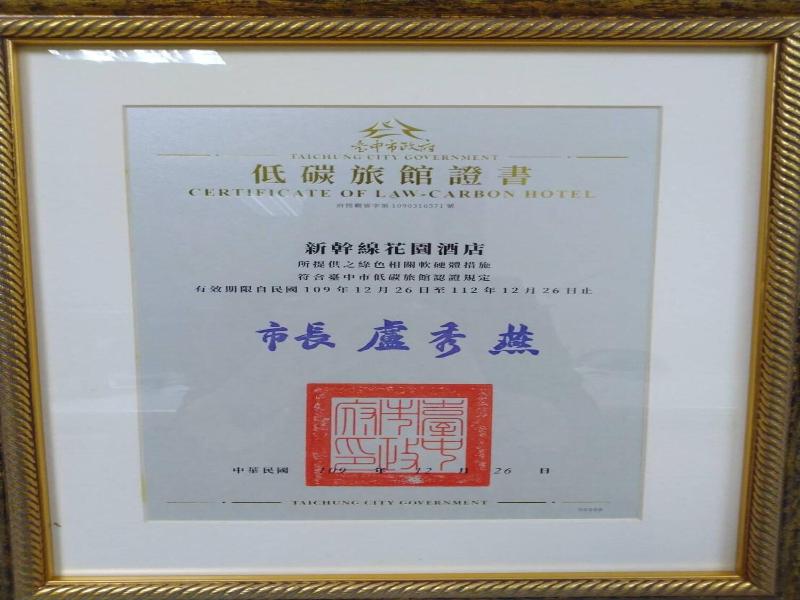 臺中市政府
TAICHUNG CITY GOVERNMENT
低碳旅館證書
CERTIFICATE OF LAW-CARBON HOTEL
府授觀管字第1090316571號
新幹線花園酒店
所提供之綠色相關軟硬體措施
符合臺中市低碳旅館認證規定
有效期限自民國109年12月26日至112年12月26日止
市長 盧秀燕
臺中市政府印
中華民國 109 年 12 月 26 日
TAICHUNG CITY GOVERNMENT